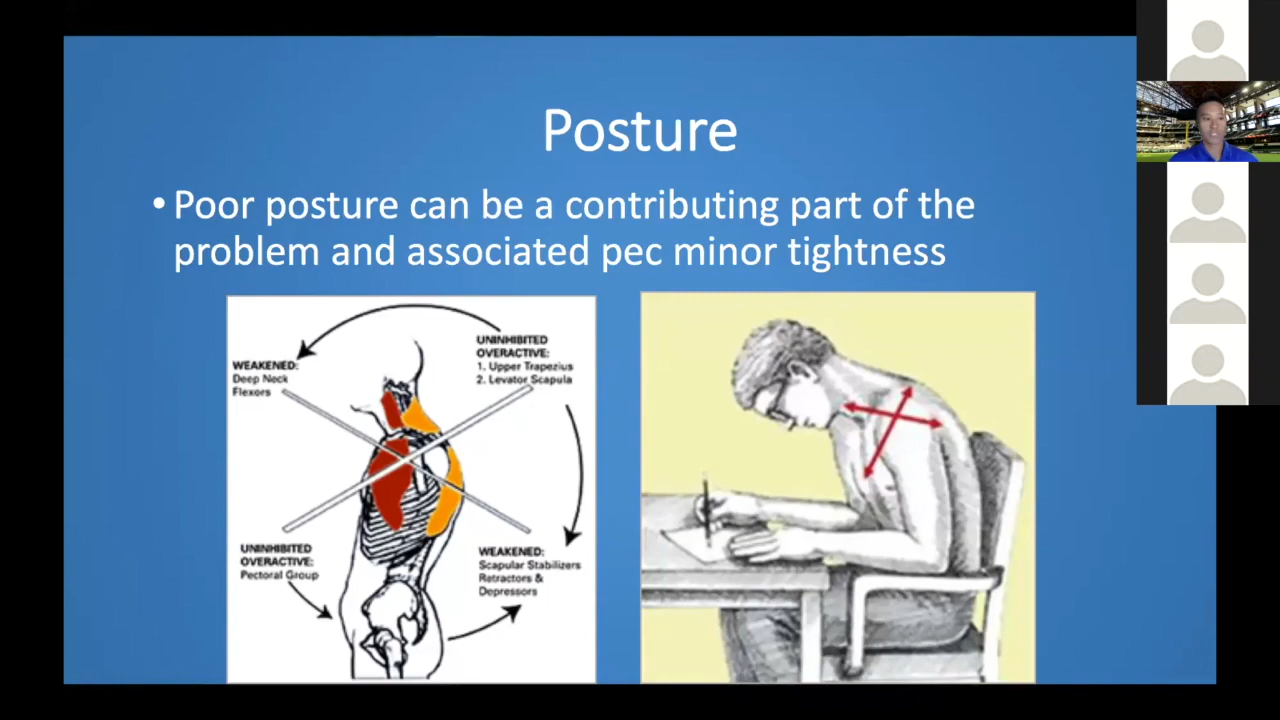 Posture
• Poor posture can be a contributing part of the
problem and associated pec minor tightness
WEAKENED:
Deep Neck
Flexors
UNINHIBITED
OVERACTIVE:
1. Upper Trapezius
2. Levator Scapula
UNINHIBITED
OVERACTIVE:
Pectoral Group
WEAKENED:
Scapular Stabilizers
Retractors &
Depressors